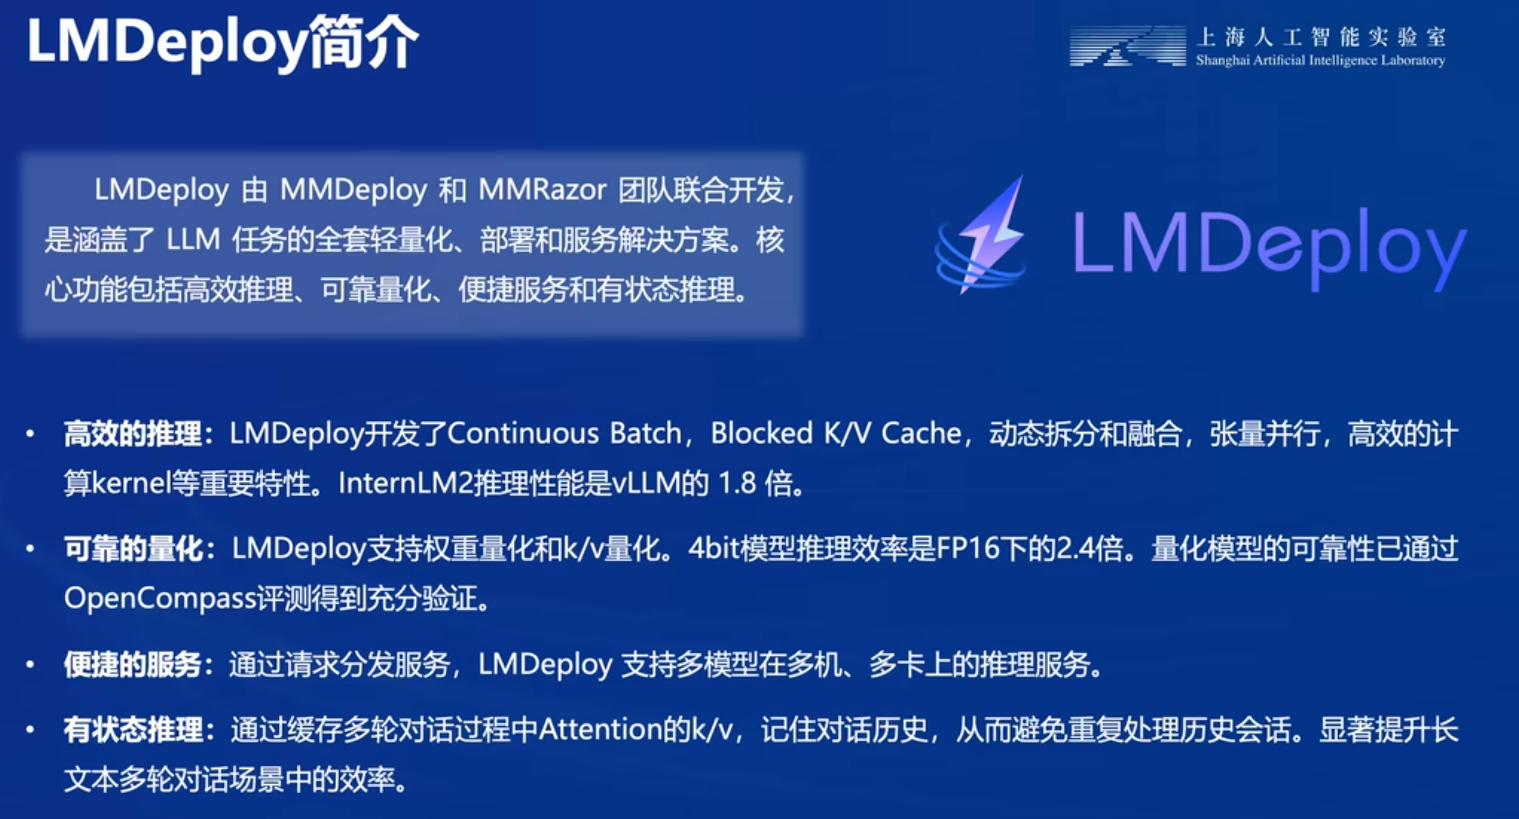 LMDeploy简介
上海人工智能实验室
Shanghai Artificial Intelligence Laboratory
LMDeploy 由 MMDeploy 和 MMRazor 团队联合开发，
是涵盖了 LLM 任务的全套轻量化、部署和服务解决方案。核
心功能包括高效推理、可靠量化、便捷服务和有状态推理。
LMDeploy
• 高效的推理：LMDeploy开发了Continuous Batch，Blocked K/V Cache，动态拆分和融合，张量并行，高效的计
算kernel等重要特性。InternLM2推理性能是vLLM的 1.8 倍。
• 可靠的量化：LMDeploy支持权重量化和k/v量化。4bit模型推理效率是FP16下的2.4倍。量化模型的可靠性已通过
OpenCompass评测得到充分验证。
• 便捷的服务：通过请求分发服务，LMDeploy 支持多模型在多机、多卡上的推理服务。
• 有状态推理：通过缓存多轮对话过程中Attention的k/v，记住对话历史，从而避免重复处理历史会话。显著提升长
文本多轮对话场景中的效率。